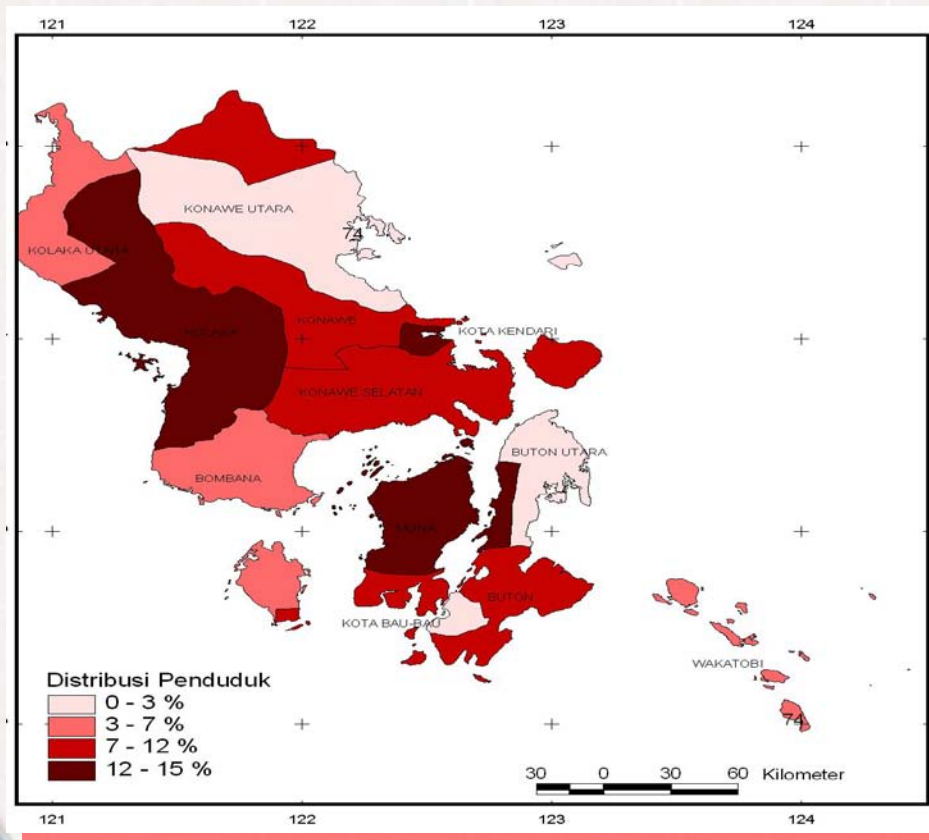 121 122 123 124
KONAWE UTARA
74
KOLAKA UTARA
KOLAKA
KONAWE
KOTA KENDARI
KONAWE SELATAN
BUTON UTARA
BOMBANA
MUNA
BUTON
KOTA BAU-BAU
WAKATOBI
74
Distribusi Penduduk
0 - 3 %
3 - 7 %
7 - 12 %
12 - 15 %
30 0 30 60 Kilometer
121 122 123 124